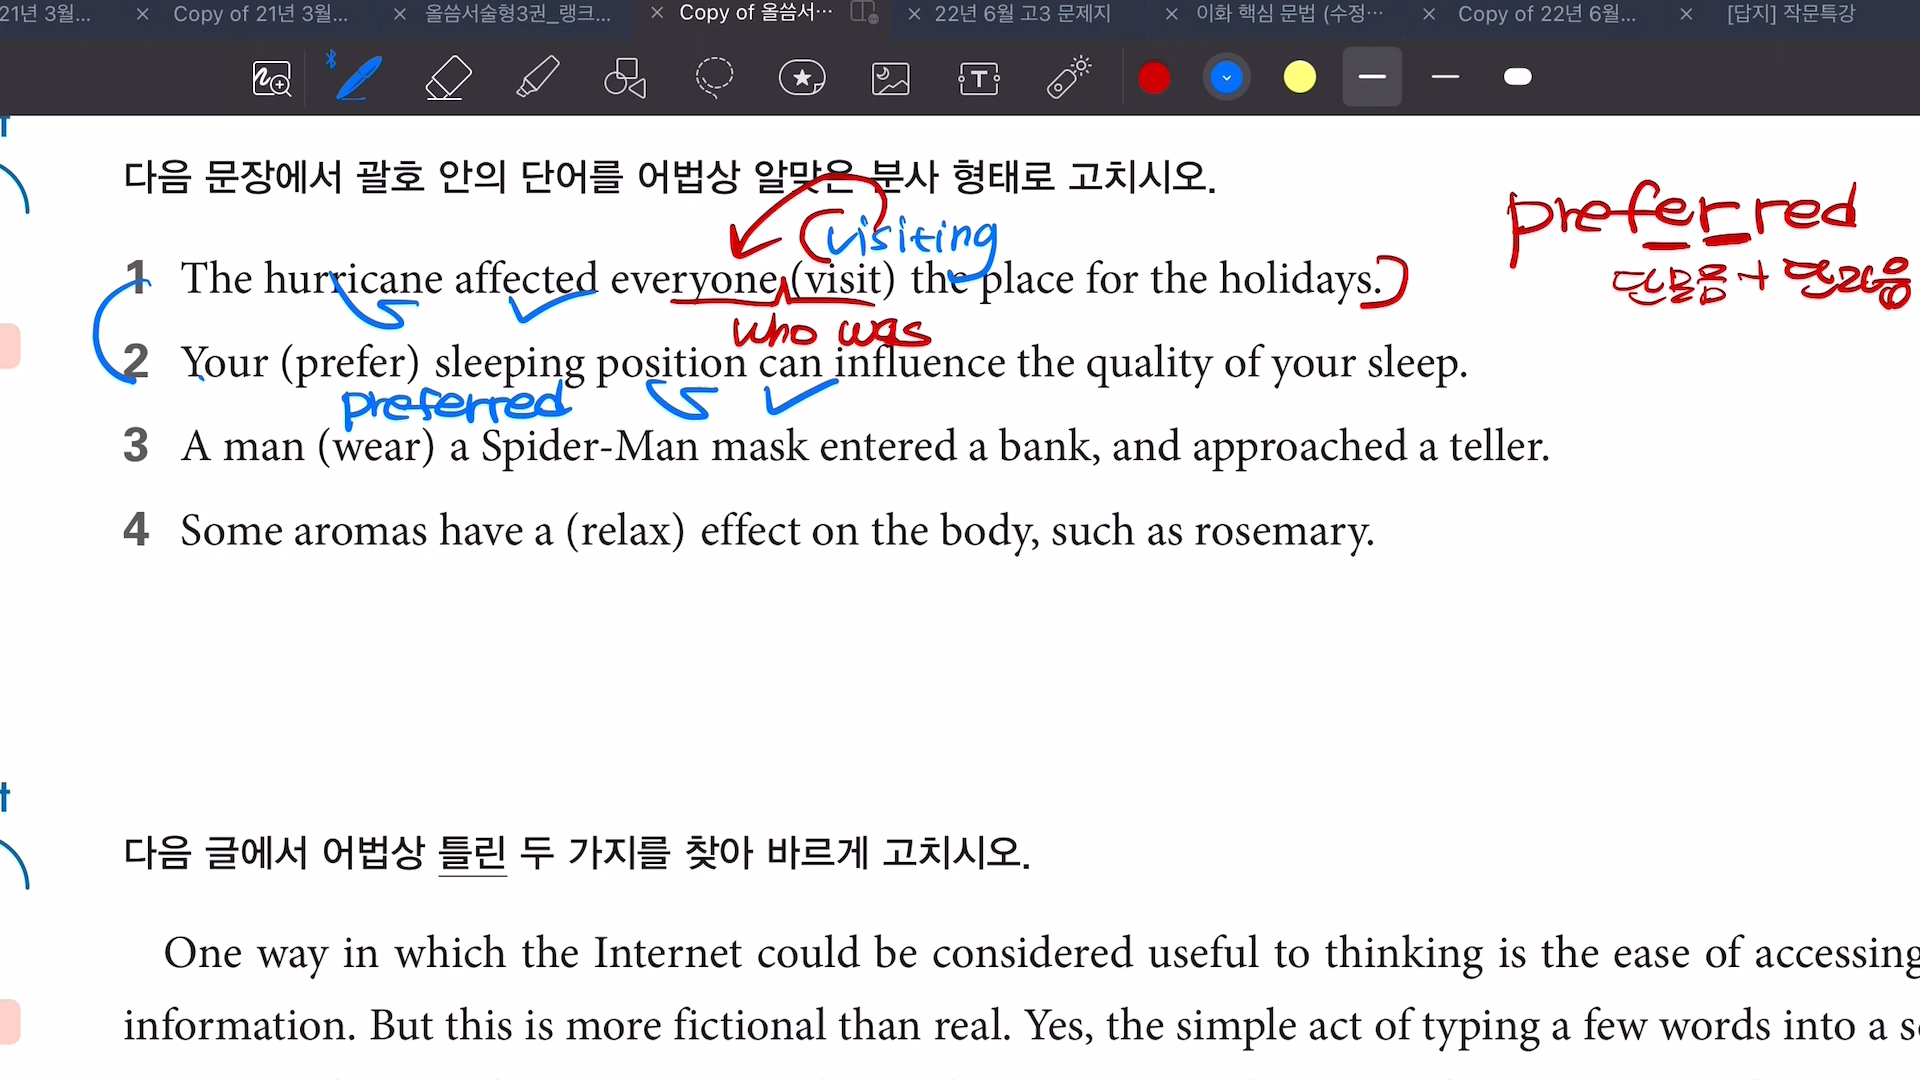 21년 3월... × Copy of 21년 3월... × 올씀서술형3권_랭크... × Copy of 올씀서... × 22년 6월 고3 문제지 × 이화 핵심 문법 (수정... × Copy of 22년 6월... × [답지] 작문특강
다음 문장에서 괄호 안의 단어를 어법상 알맞은 분사 형태로 고치시오.
preferred
단모음 + 단자음
visiting
1 The hurricane affected everyone (visit) the place for the holidays.
who was
2 Your (prefer) sleeping position can influence the quality of your sleep.
preferred
3 A man (wear) a Spider-Man mask entered a bank, and approached a teller.
4 Some aromas have a (relax) effect on the body, such as rosemary.
다음 글에서 어법상 틀린 두 가지를 찾아 바르게 고치시오.
One way in which the Internet could be considered useful to thinking is the ease of accessing
information. But this is more fictional than real. Yes, the simple act of typing a few words into a